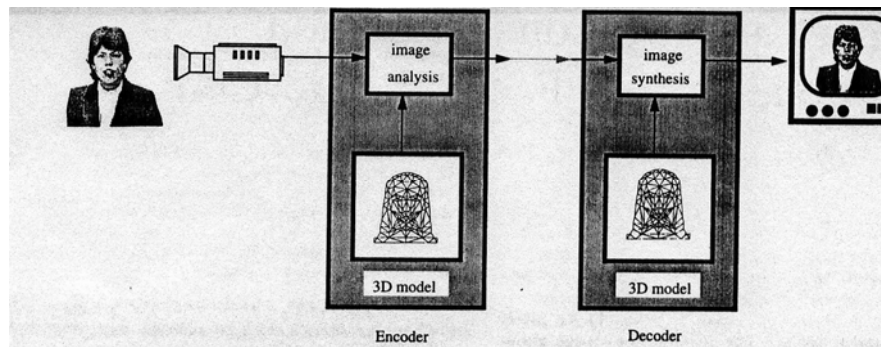 image
analysis
image
synthesis
3D model
3D model
Encoder
Decoder